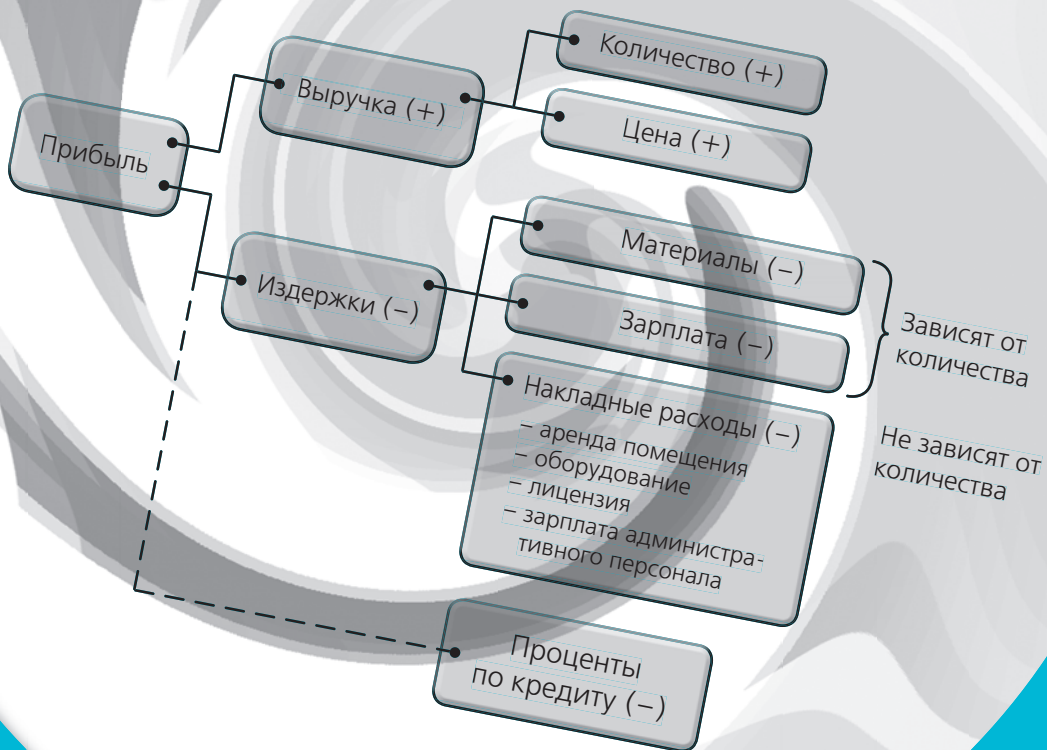 Прибыль
Выручка (+)
Количество (+)
Цена (+)
Издержки (−)
Материалы (−)
Зарплата (−)
Зависят от
количества
Накладные расходы (−)
– аренда помещения
– оборудование
– лицензия
– зарплата администра-
тивного персонала
Не зависят от
количества
Проценты
по кредиту (−)